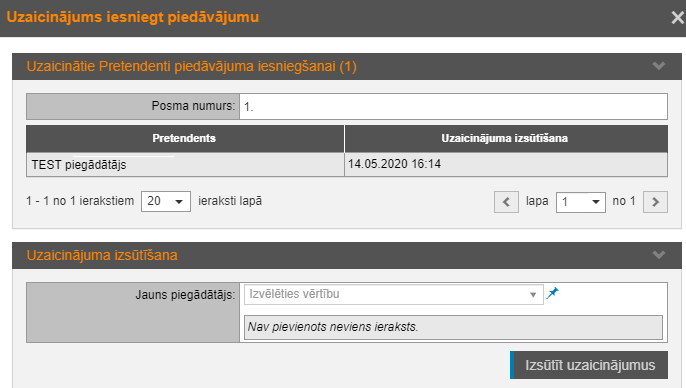 Uzaicinājums iesniegt piedāvājumu
Uzaicinātie Pretendenti piedāvājuma iesniegšanai (1)
Posma numurs: 1.
Pretendents Uzaicinājuma izsūtīšana
TEST piegādātājs 14.05.2020 16:14
1 - 1 no 1 ierakstiem 20 ieraksti lapā lapa 1 no 1
Uzaicinājuma izsūtīšana
Jauns piegādātājs: Izvēlēties vērtību
Nav pievienots neviens ieraksts.
Izsūtīt uzaicinājumus